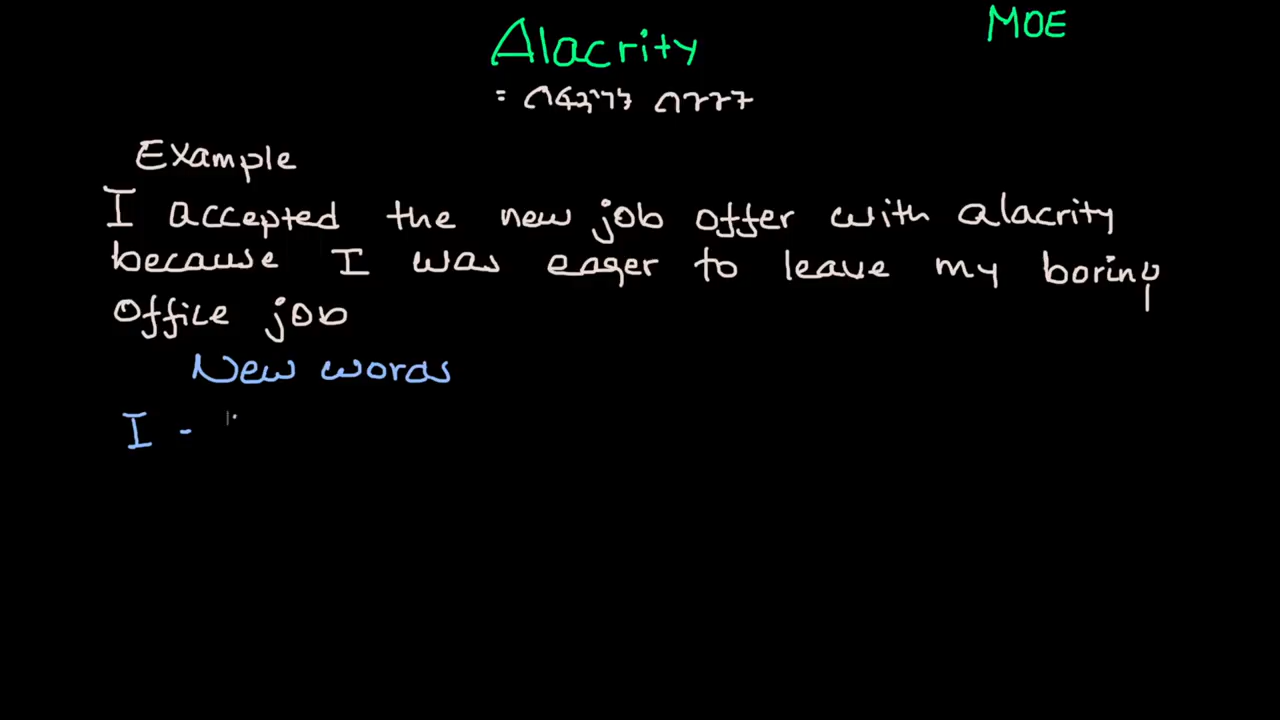 MOE
Alacrity
=
Example
I accepted the new job offer with alacrity
because I was eager to leave my boring
office job
New words
I -